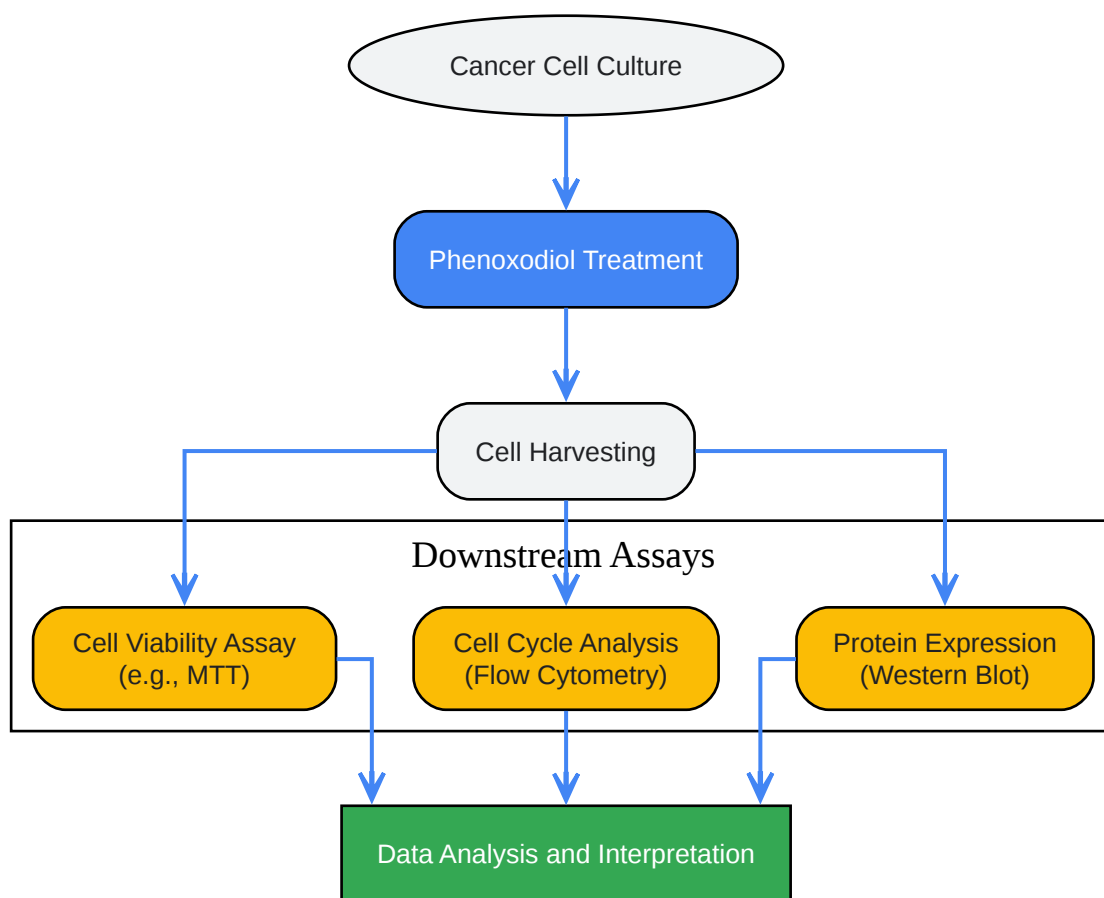 Cancer Cell Culture
Phenoxodiol Treatment
Cell Harvesting
Downstream Assays
Cell Viability Assay
(e.g., MTT)
Cell Cycle Analysis
(Flow Cytometry)
Protein Expression
(Western Blot)
Data Analysis and Interpretation